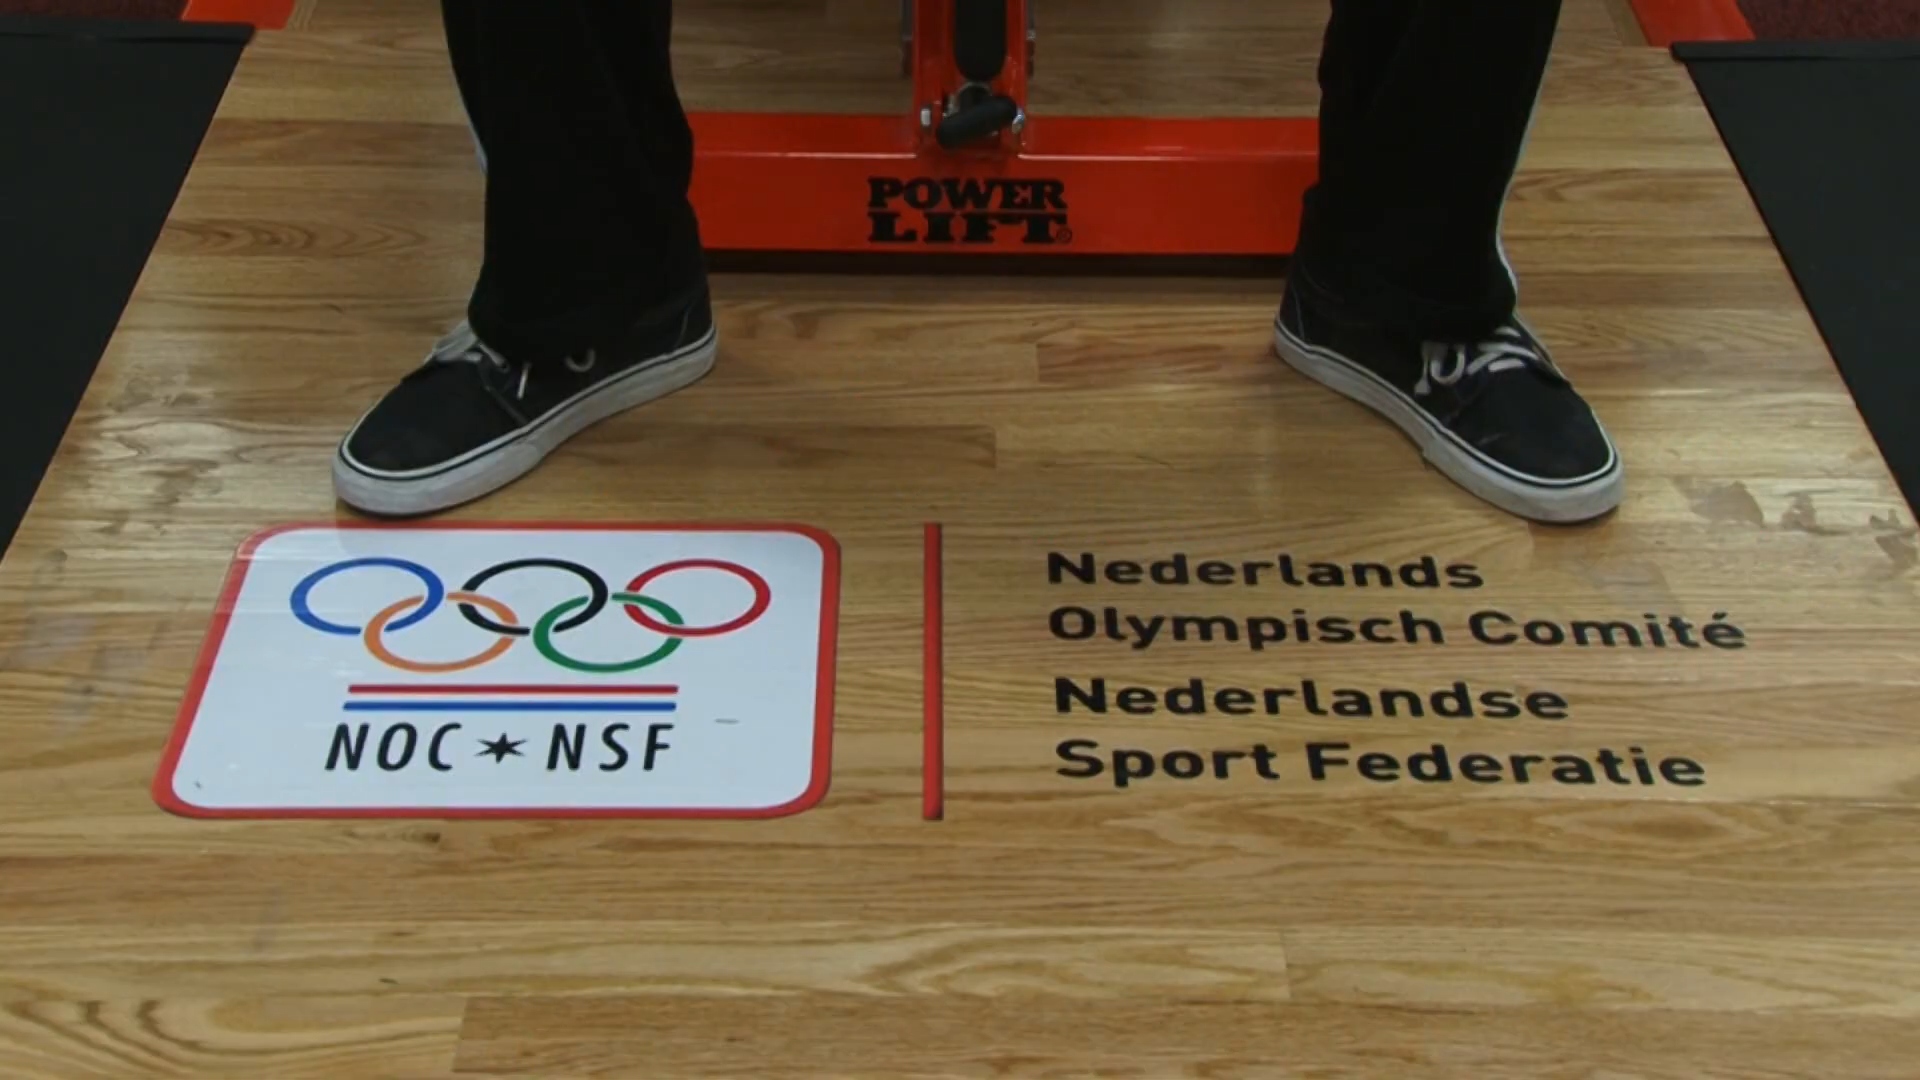 POWER
LIFT®
NOC★NSF
Nederlands
Olympisch Comité
Nederlandse
Sport Federatie